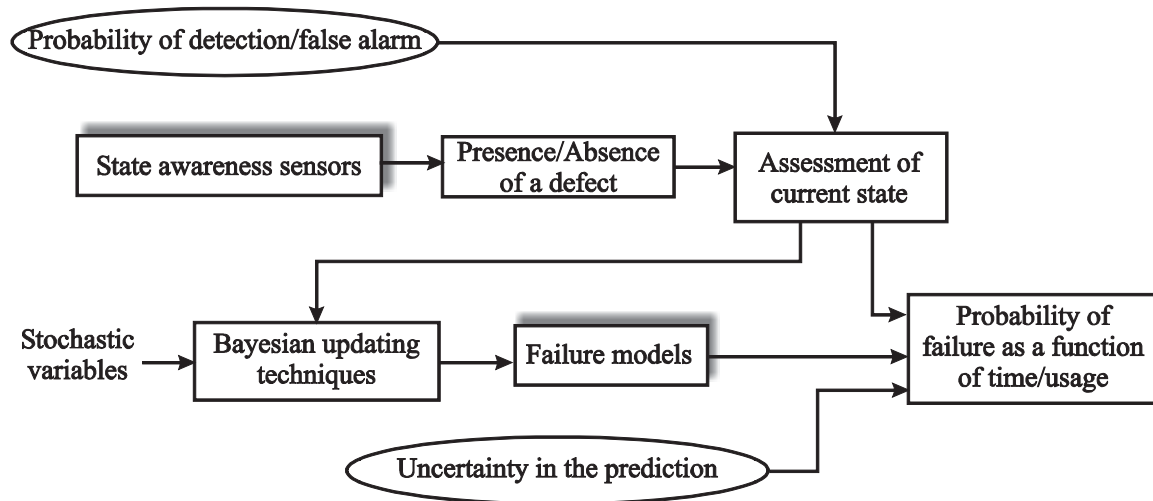 Probability of detection/false alarm
State awareness sensors
Presence/Absence
of a defect
Assessment of
current state
Stochastic
variables
Bayesian updating
techniques
Failure models
Probability of
failure as a function
of time/usage
Uncertainty in the prediction